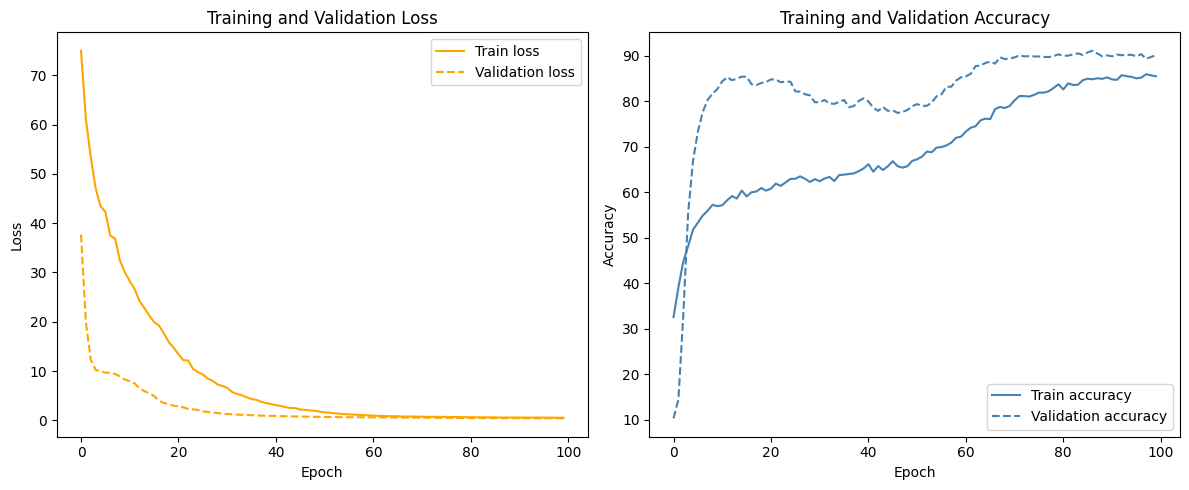 Training and Validation Loss
Train loss
Validation loss
70
60
50
40
30
20
10
0
Loss
0
20
40
60
80
100
Epoch
Training and Validation Accuracy
90
80
70
60
50
40
30
20
10
Accuracy
Train accuracy
Validation accuracy
0
20
40
60
80
100
Epoch